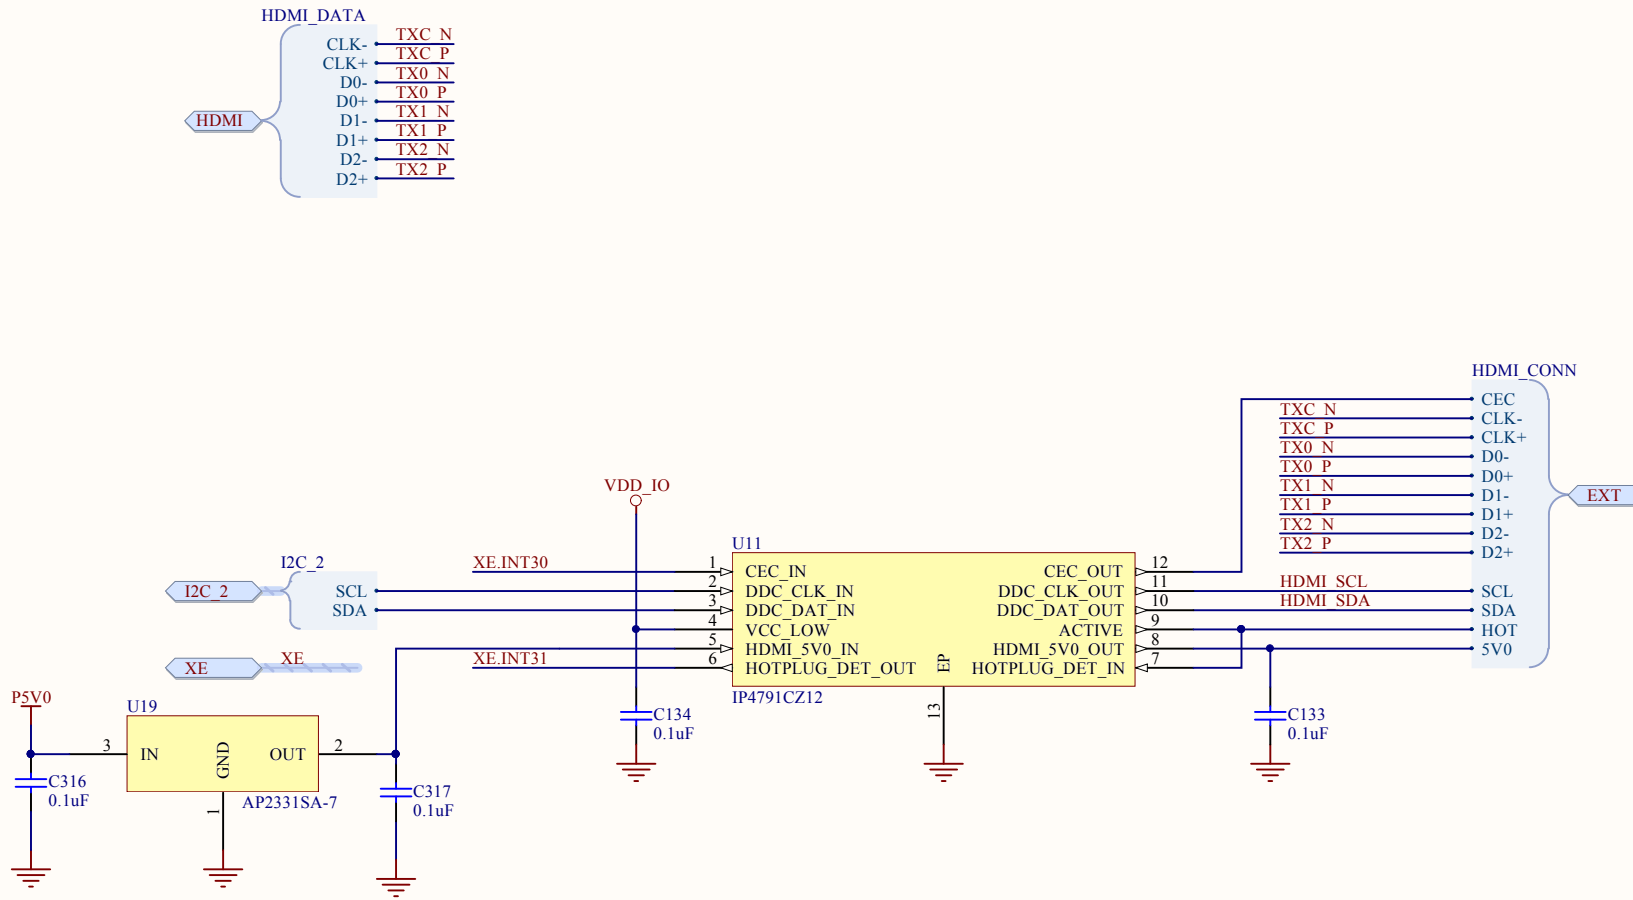 HDMI_DATA
HDMI
CLK- TXC_N
CLK+ TXC_P
D0- TX0_N
D0+ TX0_P
D1- TX1_N
D1+ TX1_P
D2- TX2_N
D2+ TX2_P
HDMI_CONN
CEC
TXC_N CLK-
TXC_P CLK+
TX0_N D0-
TX0_P D0+
TX1_N D1-
TX1_P D1+
TX2_N D2-
TX2_P D2+
EXT
HDMI_SCL SCL
HDMI_SDA SDA
HOT
5V0
VDD_IO
I2C_2
I2C_2
SCL
SDA
XE
XE
XE.INT30
XE.INT31
U11
1 CEC_IN CEC_OUT 12
2 DDC_CLK_IN DDC_CLK_OUT 11
3 DDC_DAT_IN DDC_DAT_OUT 10
4 VCC_LOW ACTIVE 9
5 HDMI_5V0_IN HDMI_5V0_OUT 8
6 HOTPLUG_DET_OUT HOTPLUG_DET_IN 7
EP
13
IP4791CZ12
C134
0.1uF
C133
0.1uF
P5V0
U19
3 IN GND OUT 2
1
AP2331SA-7
C316
0.1uF
C317
0.1uF